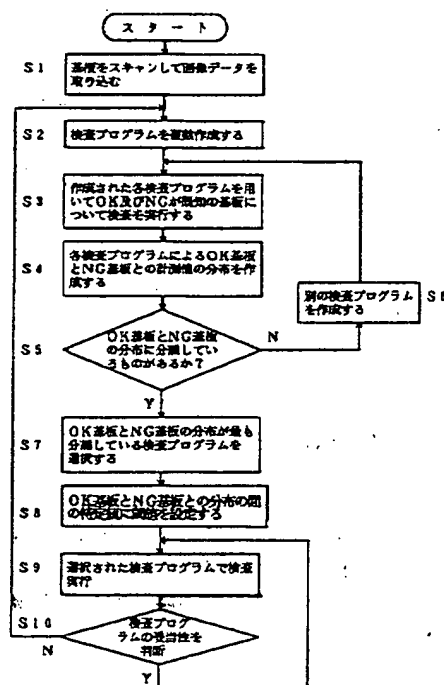 スタート
S1
基板をスキャンして画像データを
取り込む
S2
検査プログラムを複数作成する
S3
作成された各検査プログラムを用
いてOK及びNGが既知の基板に
ついて検査を実行する
S4
各検査プログラムによるOK基板
とNG基板との計測値の分布を作
成する
別の検査プログラム
を作成する
S5
OK基板とNG基板
の分布に分離してい
るものがあるか?
N
Y
S7
OK基板とNG基板の分布が最も
分離している検査プログラムを
選択する
S8
OK基板とNG基板との分布の間
の特定値に閾値を設定する
S9
選択された検査プログラムで検査
実行
S10
検査プログ
ラムの妥当性を
判断
N
Y